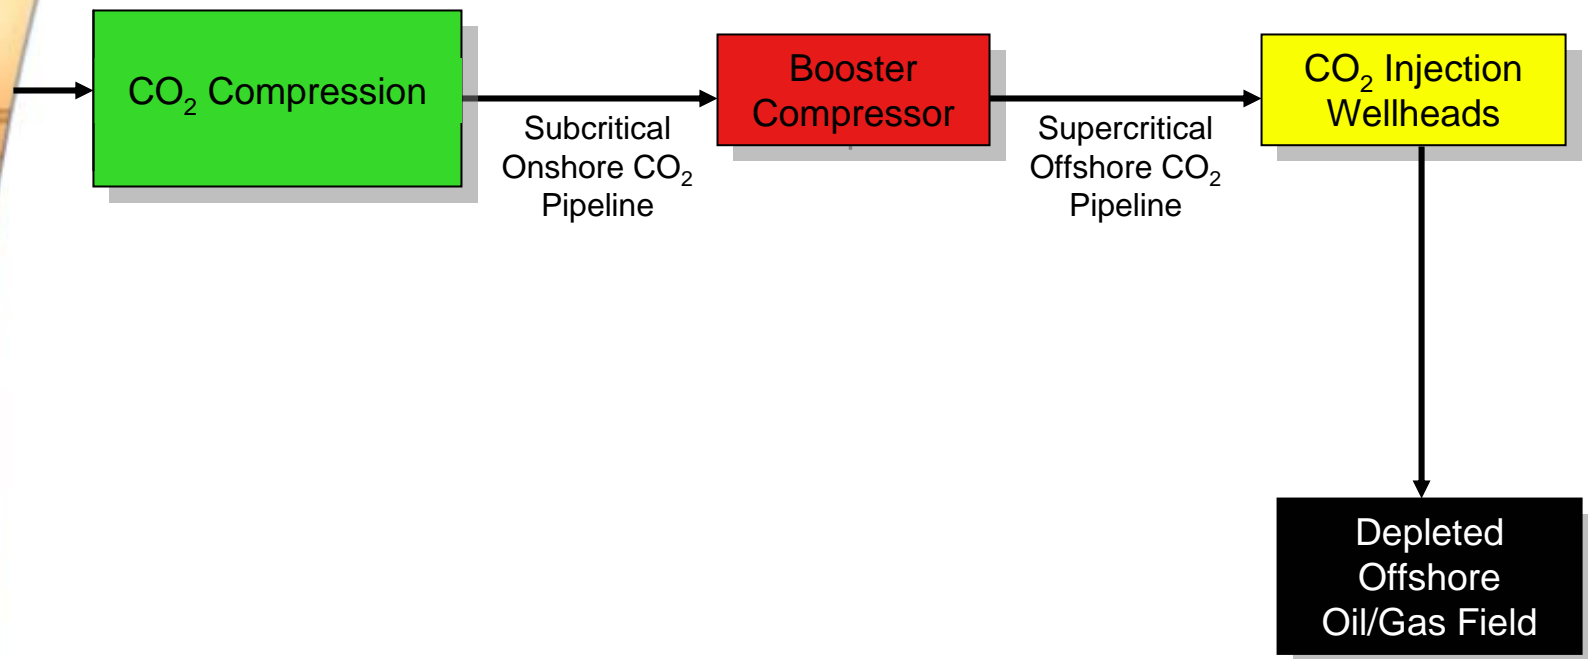 CO₂ Compression
Booster
Compressor
CO₂ Injection
Wellheads
Subcritical
Onshore CO₂
Pipeline
Supercritical
Offshore CO₂
Pipeline
Depleted
Offshore
Oil/Gas Field